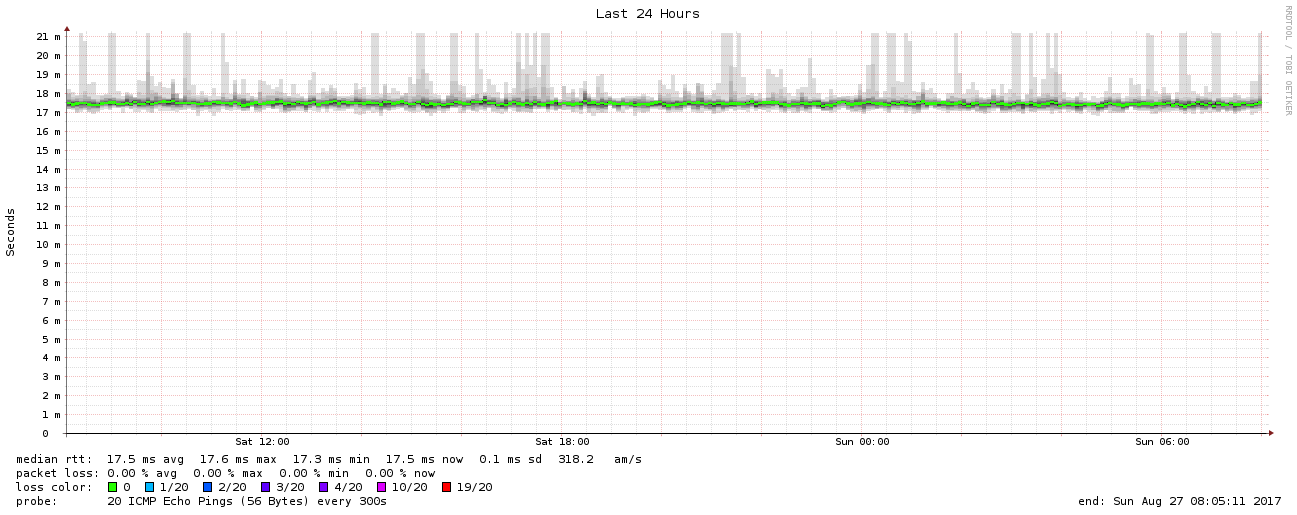 Last 24 Hours
RRDTOOL / TOBI OETIKER
Seconds
21 m
20 m
19 m
18 m
17 m
16 m
15 m
14 m
13 m
12 m
11 m
10 m
9 m
8 m
7 m
6 m
5 m
4 m
3 m
2 m
1 m
0
Sat 12:00 Sat 18:00 Sun 00:00 Sun 06:00
median rtt: 17.5 ms avg 17.6 ms max 17.3 ms min 17.5 ms now 0.1 ms sd 318.2 am/s
packet loss: 0.00 % avg 0.00 % max 0.00 % min 0.00 % now
loss color: 0 1/20 2/20 3/20 4/20 10/20 19/20
probe: 20 ICMP Echo Pings (56 Bytes) every 300s end: Sun Aug 27 08:05:11 2017